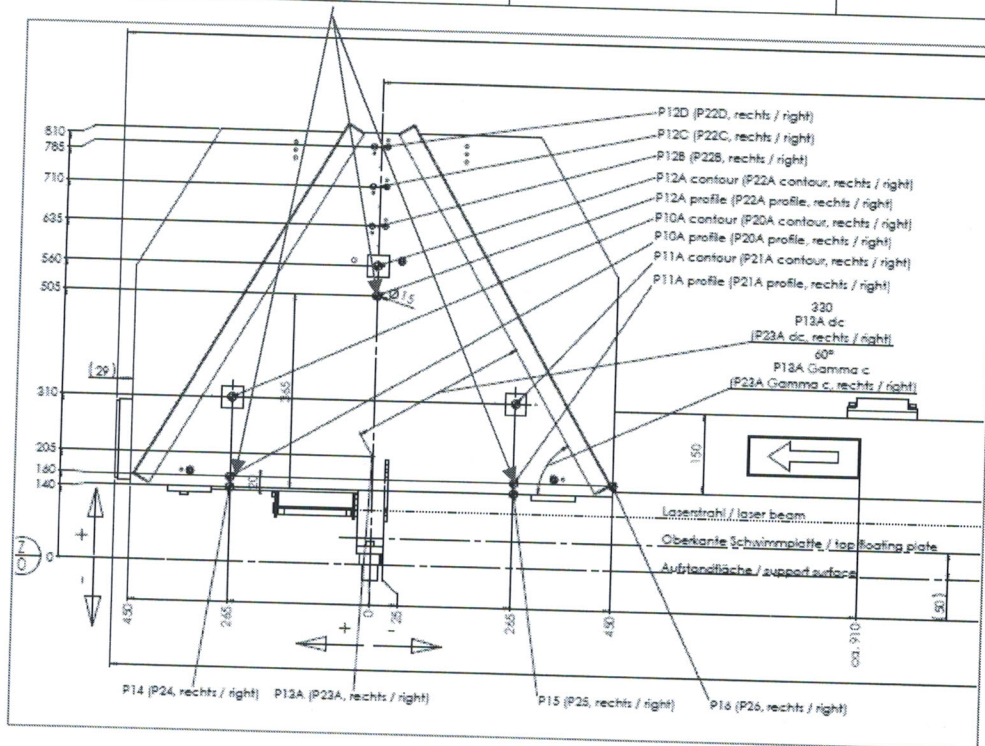 P12D (P22D, rechts / right)
P12C (P22C, rechts / right)
P12B (P22B, rechts / right)
P12A contour (P22A contour, rechts / right)
P12A profile (P22A profile, rechts / right)
P10A contour (P20A contour, rechts / right)
P10A profile (P20A profile, rechts / right)
P11A contour (P21A contour, rechts / right)
P11A profile (P21A profile, rechts / right)
330
P13A dc
(P23A dc, rechts / right)
60°
P13A Gamma c
(P23A Gamma c, rechts / right)
810
785
710
635
560
505
Ø15
(29)
310
365
205
160
140
20
150
Laserstrahl / laser beam
Oberkante Schwimmplatte / top floating plate
Aufstandfläche / support surface
+
-
Z
0
0
(50)
450
265
0
25
265
450
ca. 910
+ -
P14 (P24, rechts / right)
P13A (P23A, rechts / right)
P15 (P25, rechts / right)
P16 (P26, rechts / right)